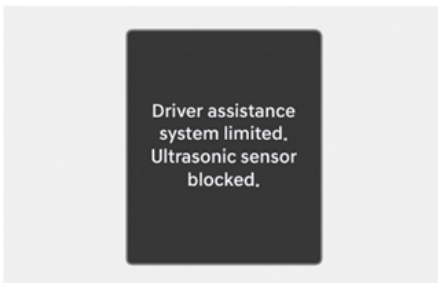 Driver assistance
system limited.
Ultrasonic sensor
blocked.